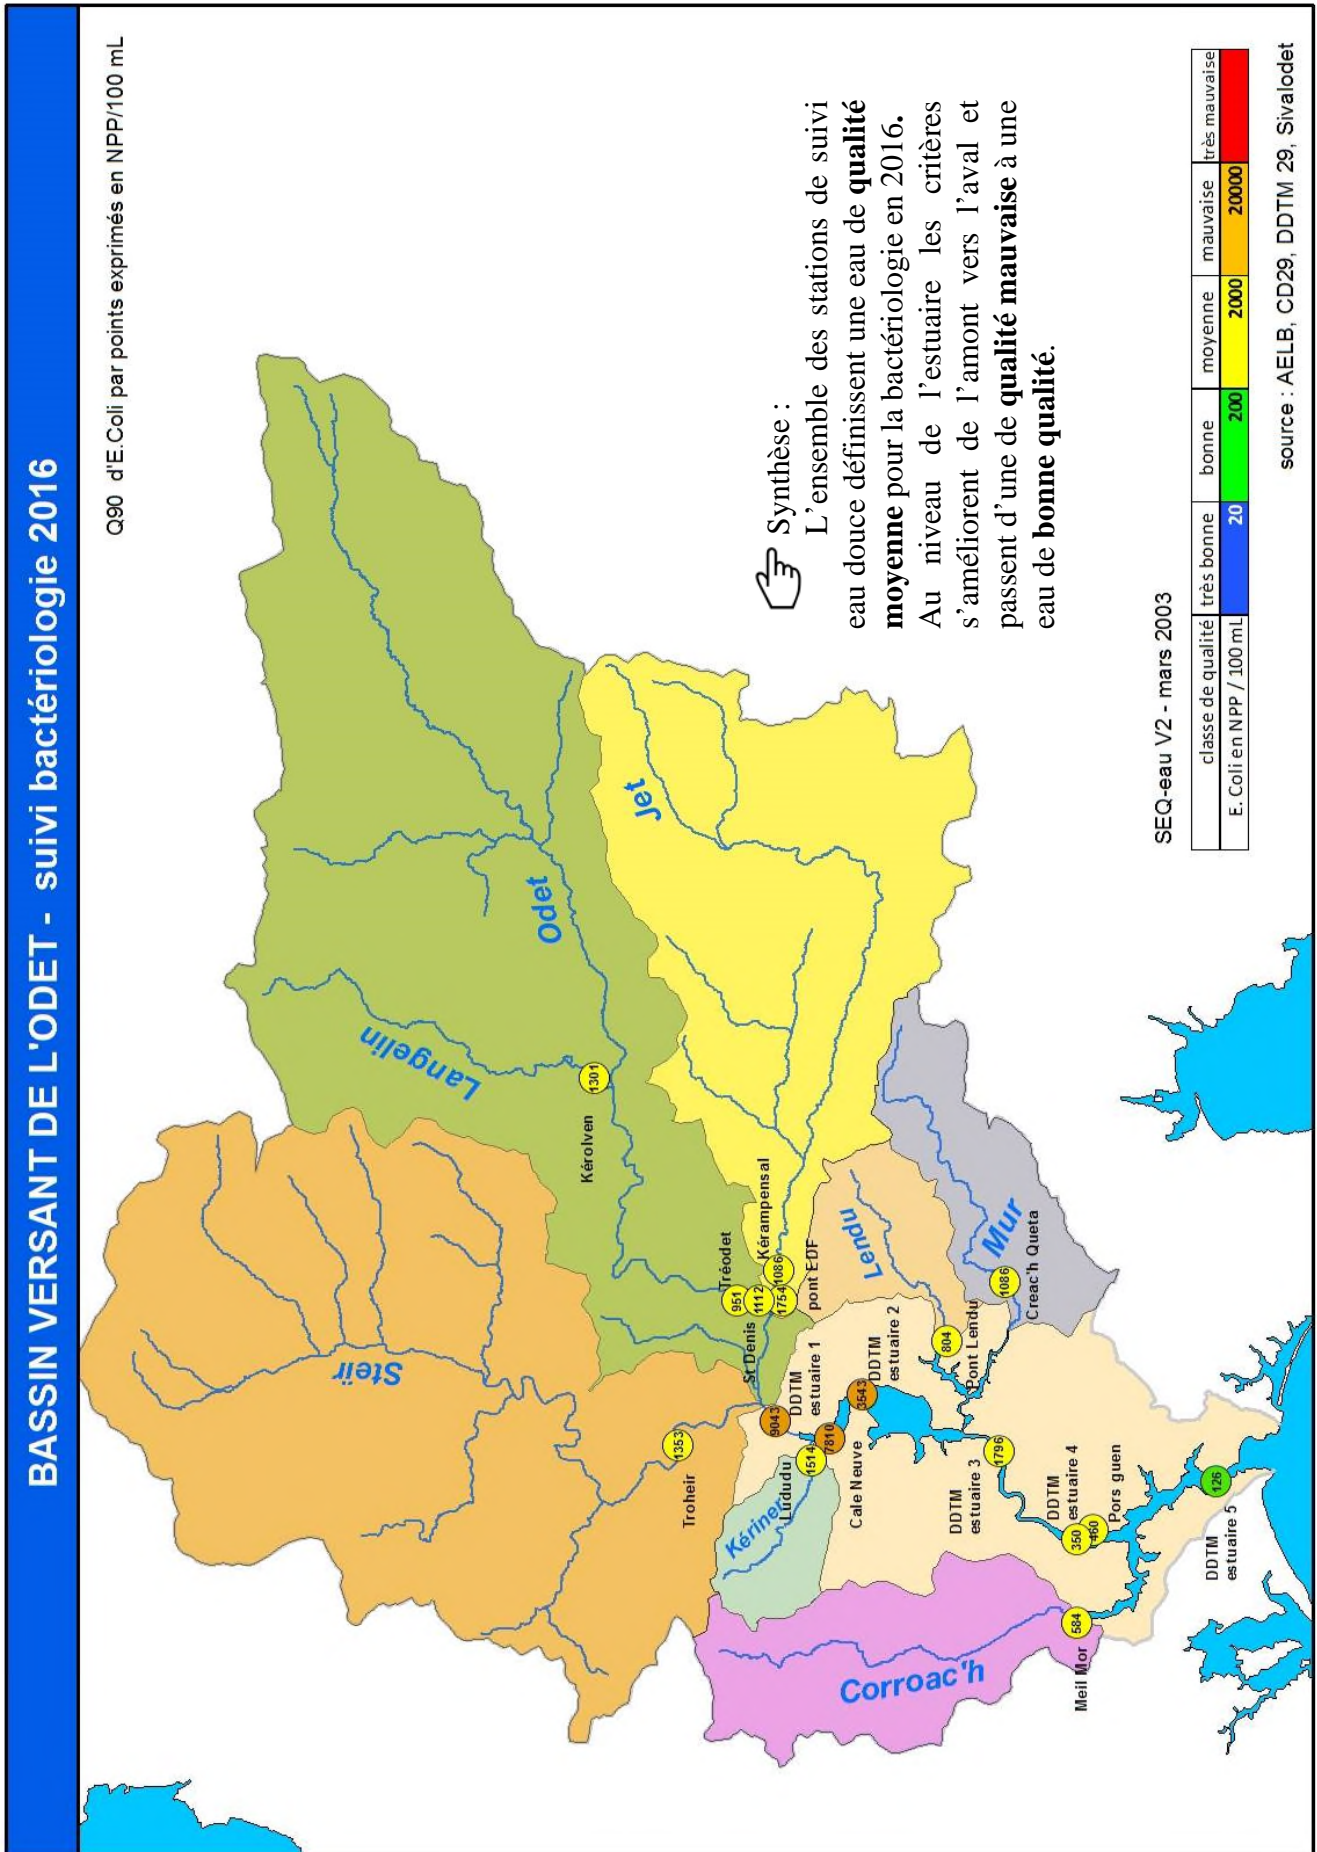 BASSIN VERSANT DE L'ODET - suivi bactériologie 2016
Q90 d'E.Coli par points exprimés en NPP/100 mL
Steïr
Langelin
Odet
Jet
Kérolven
1301
Troheir
1353
Tréodet
951
St Denis
1112
Kérampensal
1086
1754
pont EDF
Lendu
Mur
1086
Creac'h Queta
804
Pont Lendu
9043
DDTM
estuaire 1
Kériner
Lududu
1514
7810
Cale Neuve
3543
DDTM
estuaire 2
DDTM
estuaire 3
1796
DDTM
estuaire 4
350
460
Pors guen
Corroac'h
584
Meil Mor
126
DDTM
estuaire 5
Synthèse :
L'ensemble des stations de suivi
eau douce définissent une eau de qualité
moyenne pour la bactériologie en 2016.
Au niveau de l'estuaire les critères
s'améliorent de l'amont vers l'aval et
passent d'une de qualité mauvaise à une
eau de bonne qualité.
SEQ-eau V2 - mars 2003
classe de qualité très bonne bonne moyenne mauvaise très mauvaise
E. Coli en NPP / 100 mL 20 200 2000 20000
source : AELB, CD29, DDTM 29, Sivalodet